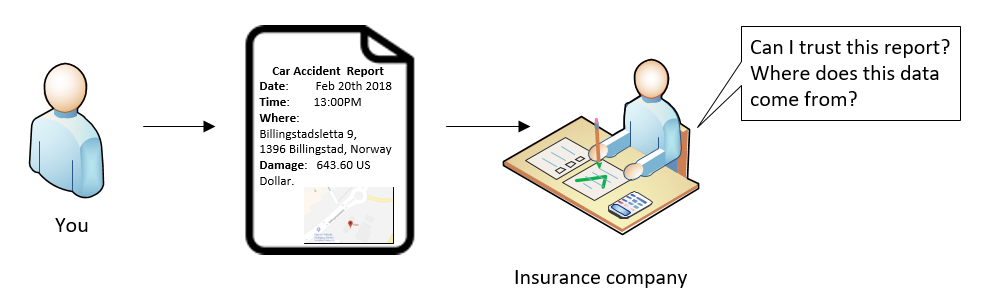 Car Accident Report
Date: Feb 20th 2018
Time: 13:00PM
Where:
Billingstadsletta 9,
1396 Billingstad, Norway
Damage: 643.60 US
Dollar.
You
Can I trust this report?
Where does this data
come from?
Insurance company